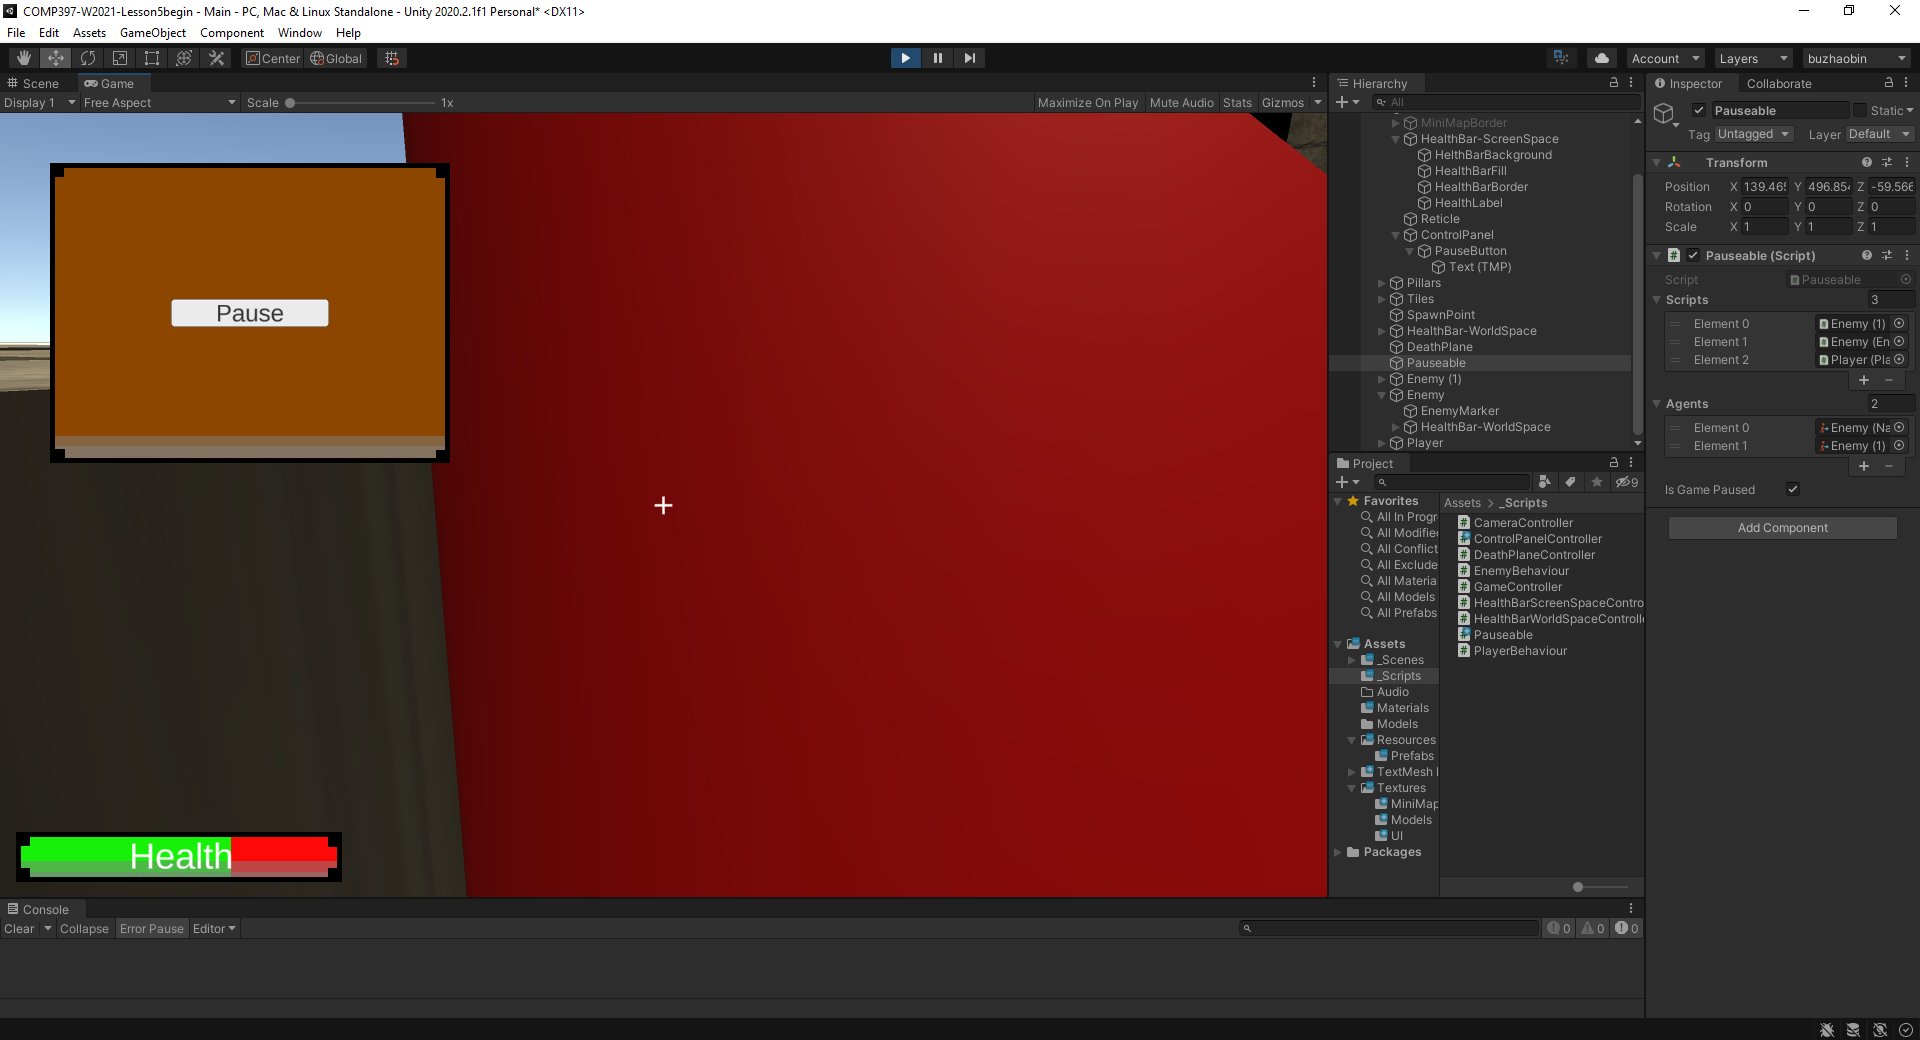 COMP397-W2021-Lesson5begin - Main - PC, Mac & Linux Standalone - Unity 2020.2.1f1 Personal* <DX11>
File Edit Assets GameObject Component Window Help
Center Global
Account Layers buzhaobin
Scene Game
Display 1 Free Aspect Scale 1x Maximize On Play Mute Audio Stats Gizmos
Pause
Health
Hierarchy
All
MiniMapBorder
HealthBar-ScreenSpace
HelthBarBackground
HealthBarFill
HealthBarBorder
HealthLabel
Reticle
ControlPanel
PauseButton
Text (TMP)
Pillars
Tiles
SpawnPoint
HealthBar-WorldSpace
DeathPlane
Pauseable
Enemy (1)
Enemy
EnemyMarker
HealthBar-WorldSpace
Player
Project
9
Favorites
All In Progr
All Modifie
All Conflict
All Exclude
All Materia
All Models
All Prefabs
Assets
_Scenes
_Scripts
Audio
Materials
Models
Resources
Prefabs
TextMesh
Textures
MiniMap
Models
UI
Packages
Assets > _Scripts
CameraController
ControlPanelController
DeathPlaneController
EnemyBehaviour
GameController
HealthBarScreenSpaceContro
HealthBarWorldSpaceControll
Pauseable
PlayerBehaviour
Inspector Collaborate
Pauseable Static
Tag Untagged Layer Default
Transform
Position X 139.465 Y 496.854 Z -59.566
Rotation X 0 Y 0 Z 0
Scale X 1 Y 1 Z 1
Pauseable (Script)
Script Pauseable
Scripts 3
Element 0 Enemy (1)
Element 1 Enemy (En
Element 2 Player (Pla
+ -
Agents 2
Element 0 Enemy (Na
Element 1 Enemy (1)
+ -
Is Game Paused
Add Component
Console
Clear Collapse Error Pause Editor 0 0 0